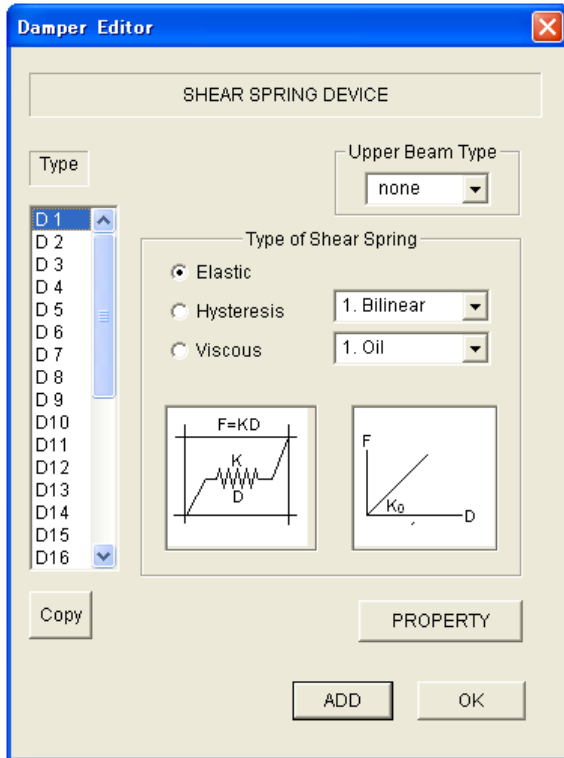 Damper Editor
SHEAR SPRING DEVICE
Type
Upper Beam Type
none
D 1
D 2
D 3
D 4
D 5
D 6
D 7
D 8
D 9
D10
D11
D12
D13
D14
D15
D16
Type of Shear Spring
Elastic
Hysteresis
1. Bilinear
Viscous
1. Oil
F=KD
K
D
F
K0
D
Copy
PROPERTY
ADD
OK